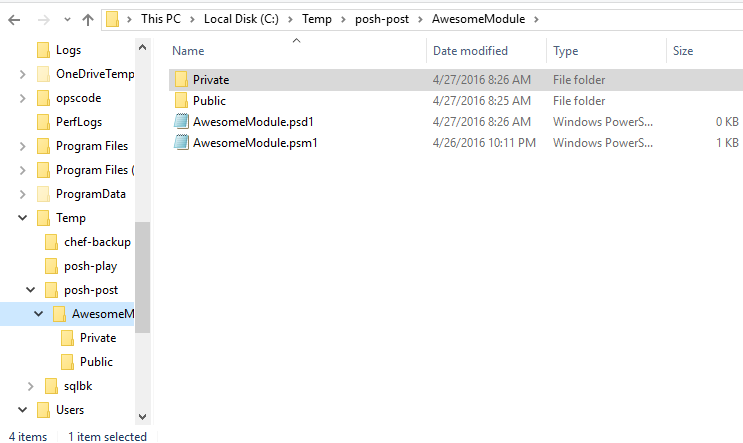 This PC > Local Disk (C:) > Temp > posh-post > AwesomeModule >
Name Date modified Type Size
Private 4/27/2016 8:26 AM File folder
Public 4/27/2016 8:25 AM File folder
AwesomeModule.psd1 4/27/2016 8:26 AM Windows PowerS... 0 KB
AwesomeModule.psm1 4/26/2016 10:11 PM Windows PowerS... 1 KB
Logs
OneDriveTemp
opscode
PerfLogs
Program Files
Program Files (
ProgramData
Temp
chef-backup
posh-play
posh-post
AwesomeM
Private
Public
sqlbk
Users
4 items 1 item selected